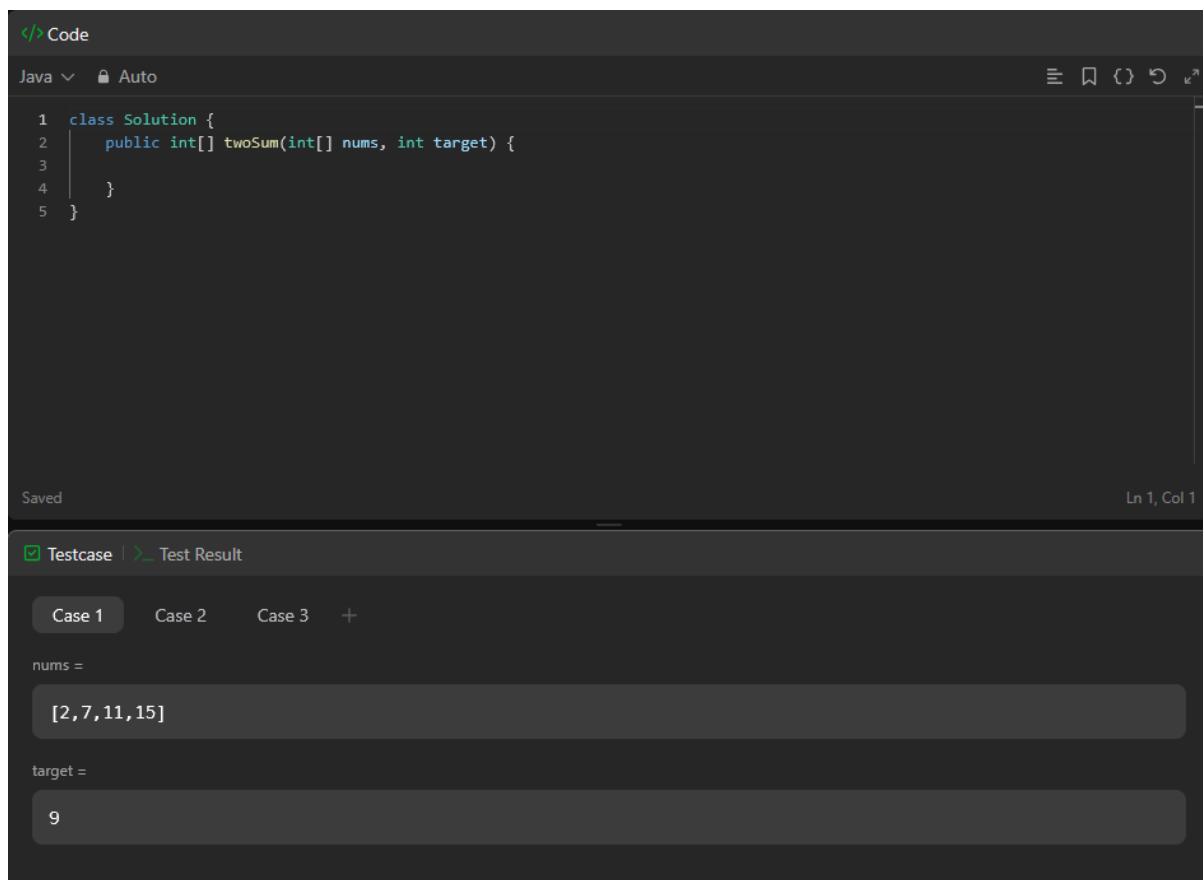 </> Code
Java Auto
1 class Solution {
2     public int[] twoSum(int[] nums, int target) {
3
4     }
5 }
Saved Ln 1, Col 1
Testcase >_ Test Result
Case 1 Case 2 Case 3 +
nums =
[2,7,11,15]
target =
9